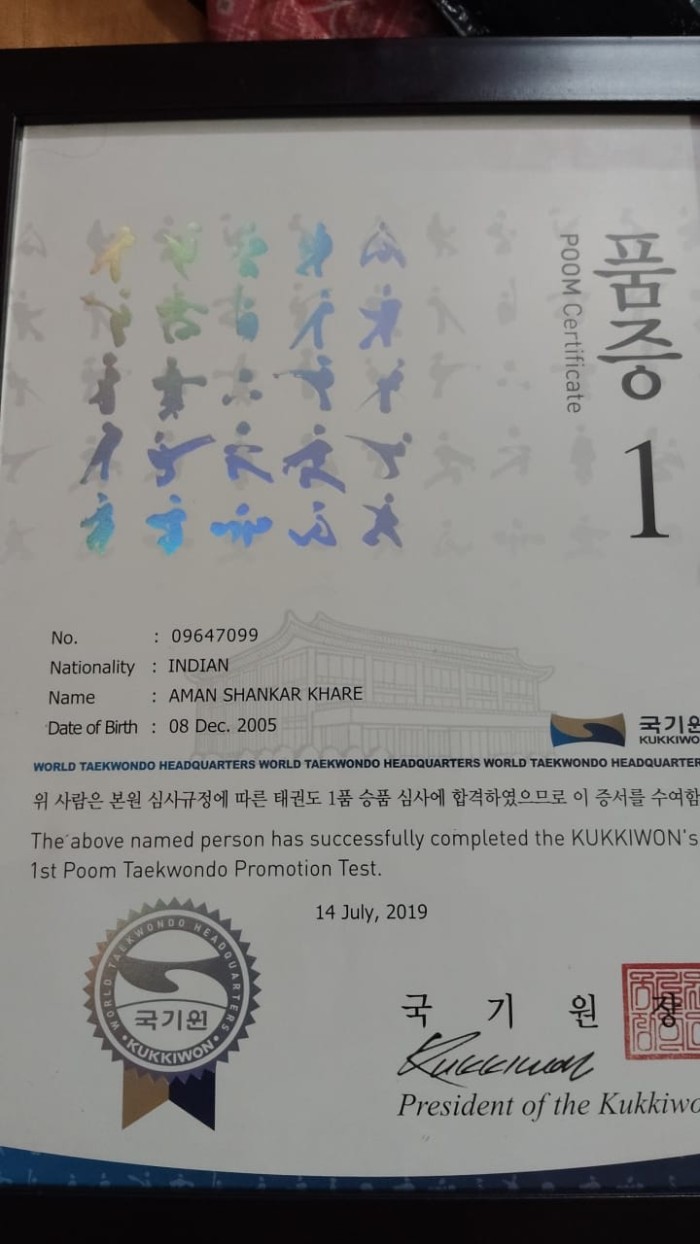 품증
POOM Certificate
1
No. : 09647099
Nationality : INDIAN
Name : AMAN SHANKAR KHARE
Date of Birth : 08 Dec. 2005
국기원
KUKKIWO
WORLD TAEKWONDO HEADQUARTERS WORLD TAEKWONDO HEADQUARTERS WORLD TAEKWONDO HEADQUARTER
위 사람은 본원 심사규정에 따른 태권도 1품 승품 심사에 합격하였으므로 이 증서를 수여함
The above named person has successfully completed the KUKKIWON's
1st Poom Taekwondo Promotion Test.
14 July, 2019
WORLD TAEKWONDO HEADQUARTERS
국기원
KUKKIWON
국 기 원 장
Kukkiwon
President of the Kukkiwo